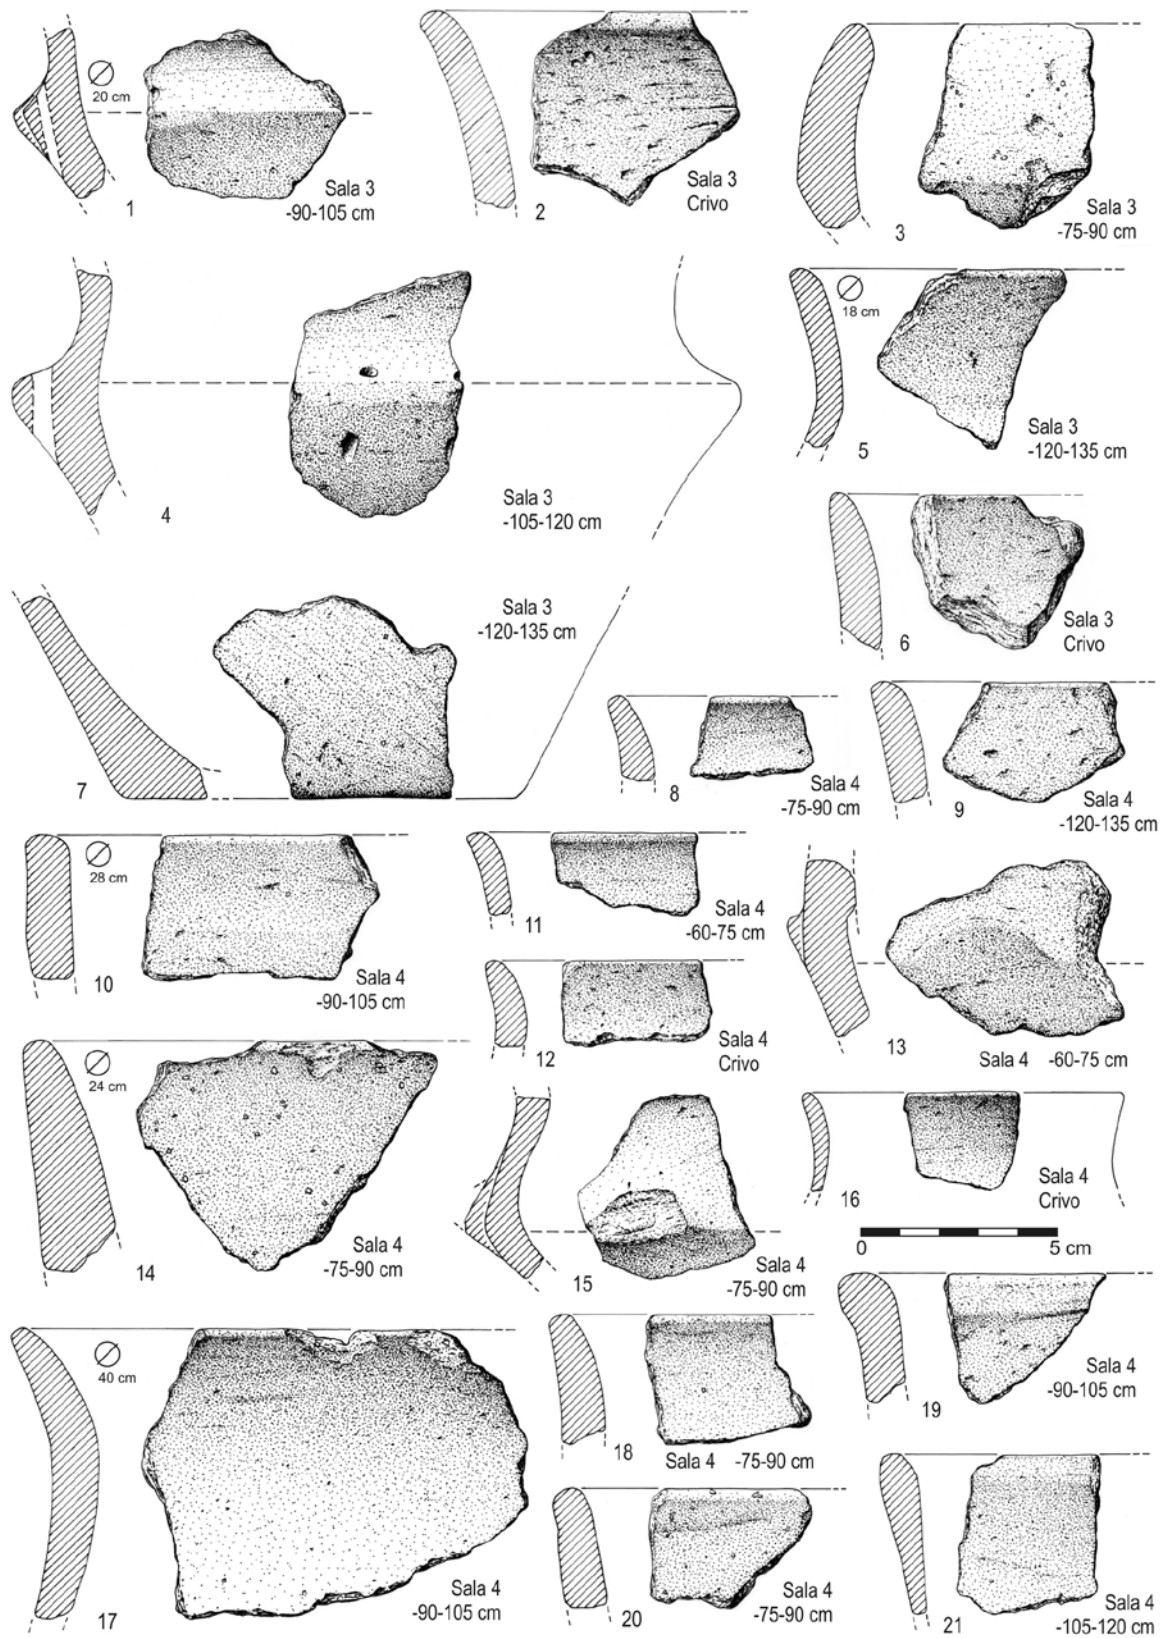 20 cm
1
Sala 3
-90-105 cm
2
Sala 3
Crivo
3
Sala 3
-75-90 cm
4
Sala 3
-105-120 cm
18 cm
5
Sala 3
-120-135 cm
6
Sala 3
Crivo
7
Sala 3
-120-135 cm
8
Sala 4
-75-90 cm
9
Sala 4
-120-135 cm
28 cm
10
Sala 4
-90-105 cm
11
Sala 4
-60-75 cm
12
Sala 4
Crivo
13
Sala 4 -60-75 cm
24 cm
14
Sala 4
-75-90 cm
15
Sala 4
-75-90 cm
16
Sala 4
Crivo
0 5 cm
40 cm
17
Sala 4
-90-105 cm
18
Sala 4 -75-90 cm
19
Sala 4
-90-105 cm
20
Sala 4
-75-90 cm
21
Sala 4
-105-120 cm